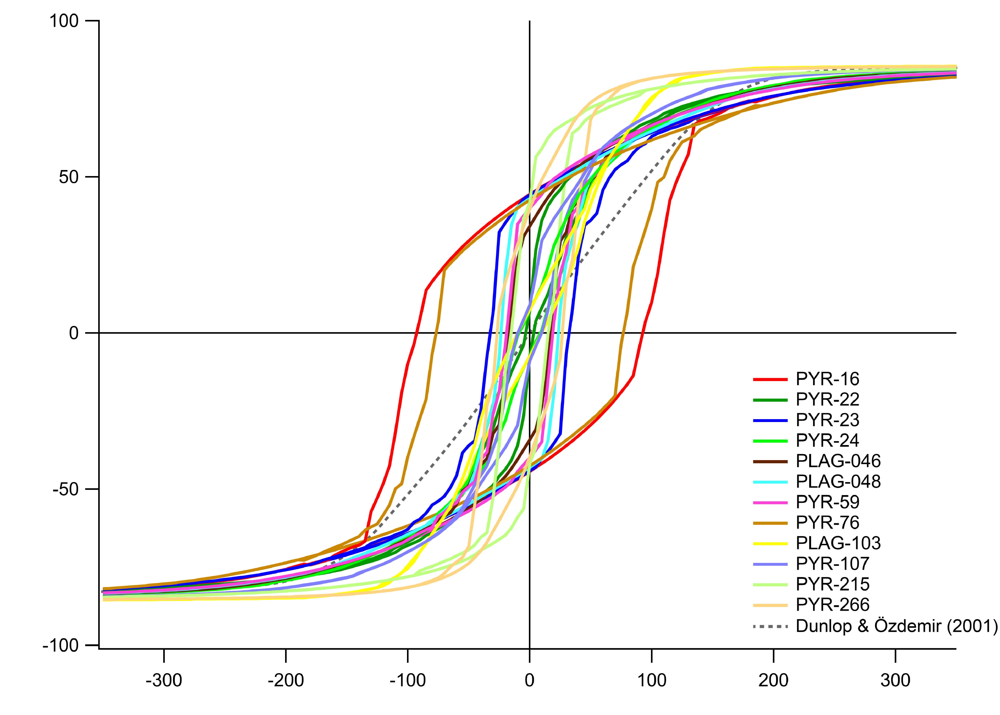 100
50
0
-50
-100
-300
-200
-100
0
100
200
300
PYR-16
PYR-22
PYR-23
PYR-24
PLAG-046
PLAG-048
PYR-59
PYR-76
PLAG-103
PYR-107
PYR-215
PYR-266
Dunlop & Özdemir (2001)